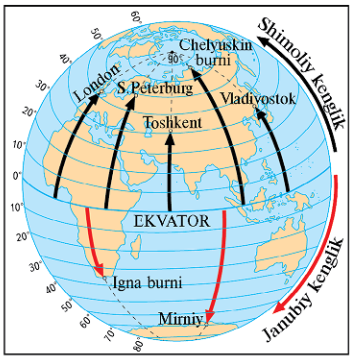 60°
50°
40°
30°
20°
10°
0°
10°
20°
30°
40°
50°
60°
70°
80°
90°
Chelyuskin
burni
Shimoliy kenglik
London
S.Peterburg
Vladivostok
Toshkent
EKVATOR
Igna burni
Mirniy
Janubiy kenglik